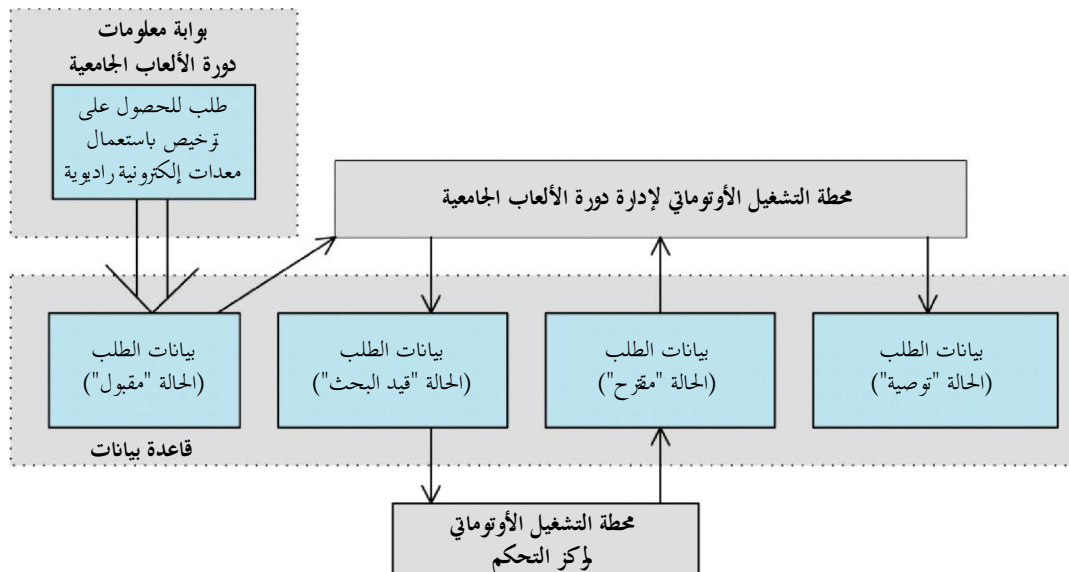 بوابة معلومات
دورة الألعاب الجامعية
طلب للحصول على
ترخيص باستعمال
معدات إلكترونية راديوية
محطة التشغيل الأوتوماتي لإدارة دورة الألعاب الجامعية
بيانات الطلب
(الحالة "مقبول")
بيانات الطلب
(الحالة "قيد البحث")
بيانات الطلب
(الحالة "مقترح")
بيانات الطلب
(الحالة "توصية")
قاعدة بيانات
محطة التشغيل الأوتوماتي
لمركز التحكم